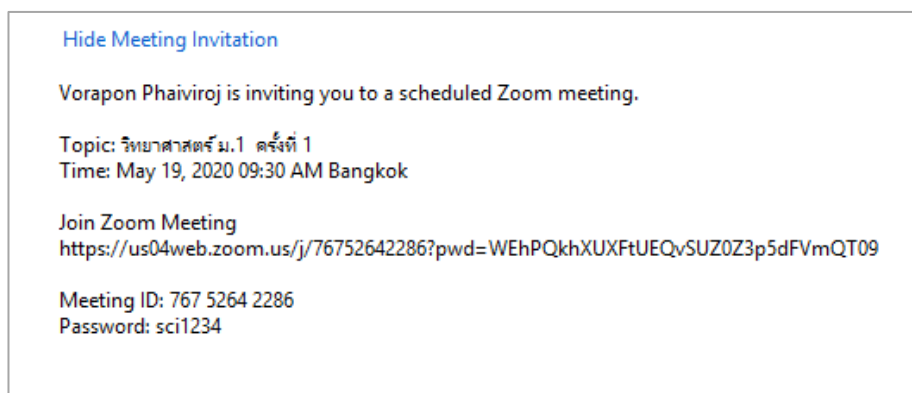 Hide Meeting Invitation
Vorapon Phaiviroj is inviting you to a scheduled Zoom meeting.
Topic: วิทยาศาสตร์ ม.1 ครั้งที่ 1
Time: May 19, 2020 09:30 AM Bangkok
Join Zoom Meeting
https://us04web.zoom.us/j/76752642286?pwd=WEhPQkhXUXFtUEQvSUZ0Z3p5dFVmQT09
Meeting ID: 767 5264 2286
Password: sci1234